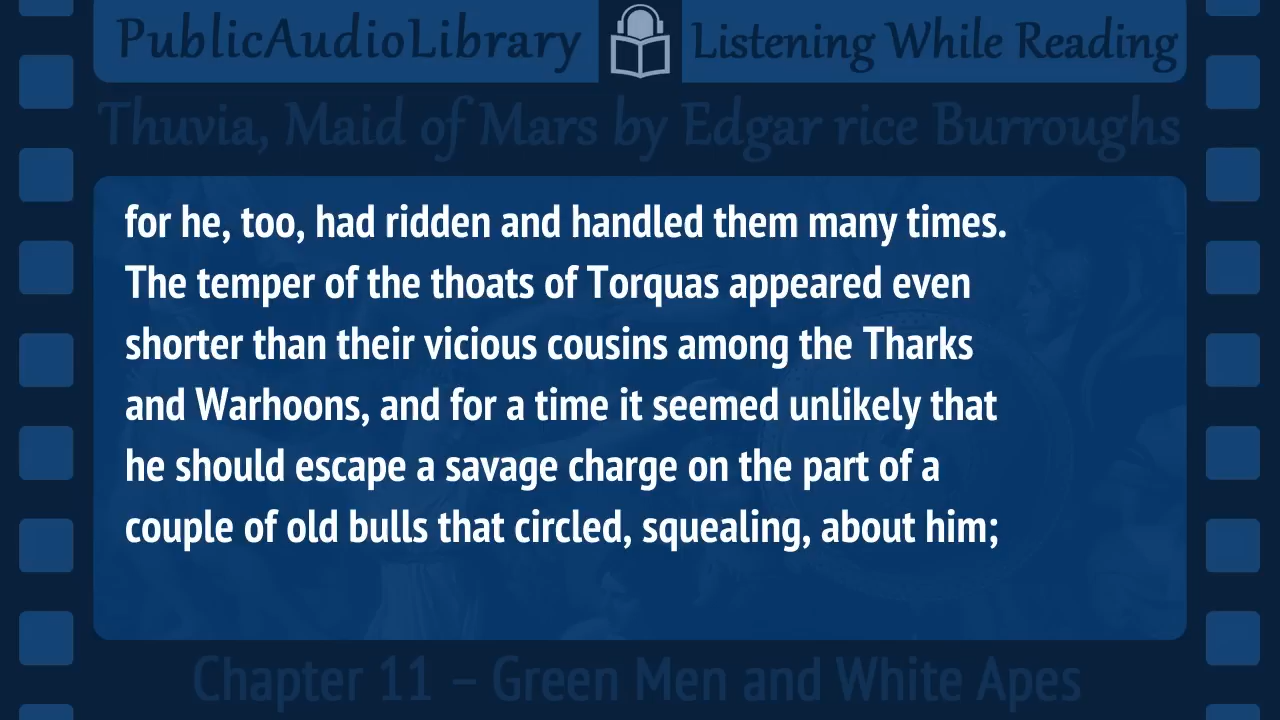 PublicAudioLibrary Listening While Reading
Thuvia, Maid of Mars by Edgar rice Burroughs
for he, too, had ridden and handled them many times.
The temper of the thoats of Torquas appeared even
shorter than their vicious cousins among the Tharks
and Warhoons, and for a time it seemed unlikely that
he should escape a savage charge on the part of a
couple of old bulls that circled, squealing, about him;
Chapter 11 – Green Men and White Apes